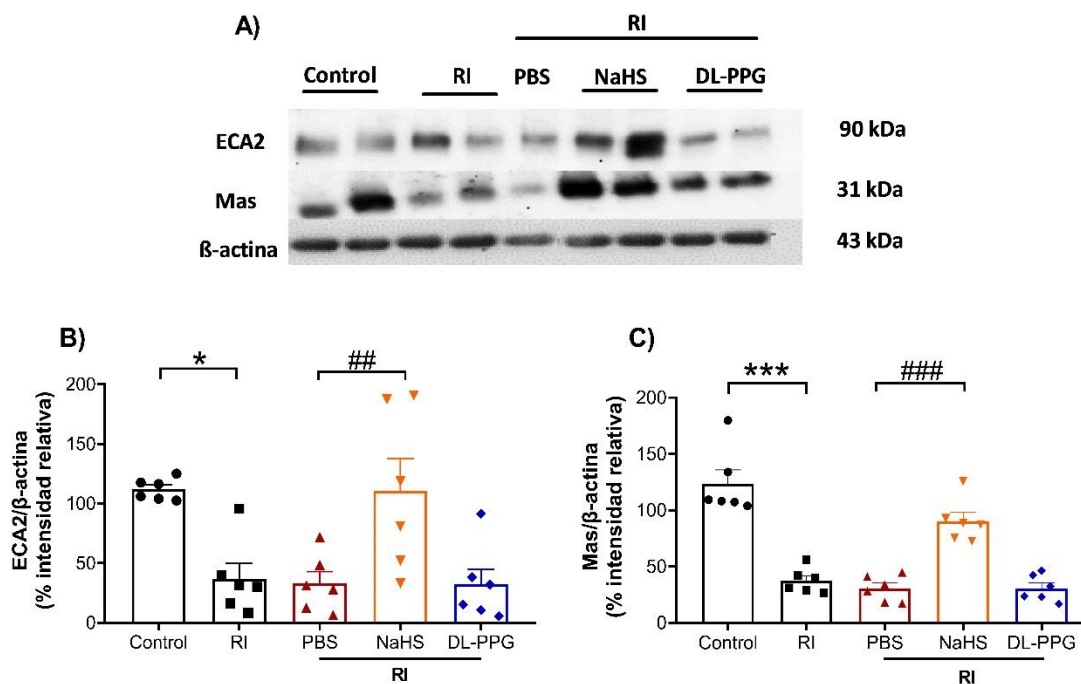 A)
RI
Control RI PBS NaHS DL-PPG
ECA2 90 kDa
Mas 31 kDa
ß-actina 43 kDa
B)
* ##
ECA2/β-actina
(% intensidad relativa)
200
150
100
50
0
Control RI PBS NaHS DL-PPG
RI
C)
*** ###
Mas/β-actina
(% intensidad relativa)
200
150
100
50
0
Control RI PBS NaHS DL-PPG
RI